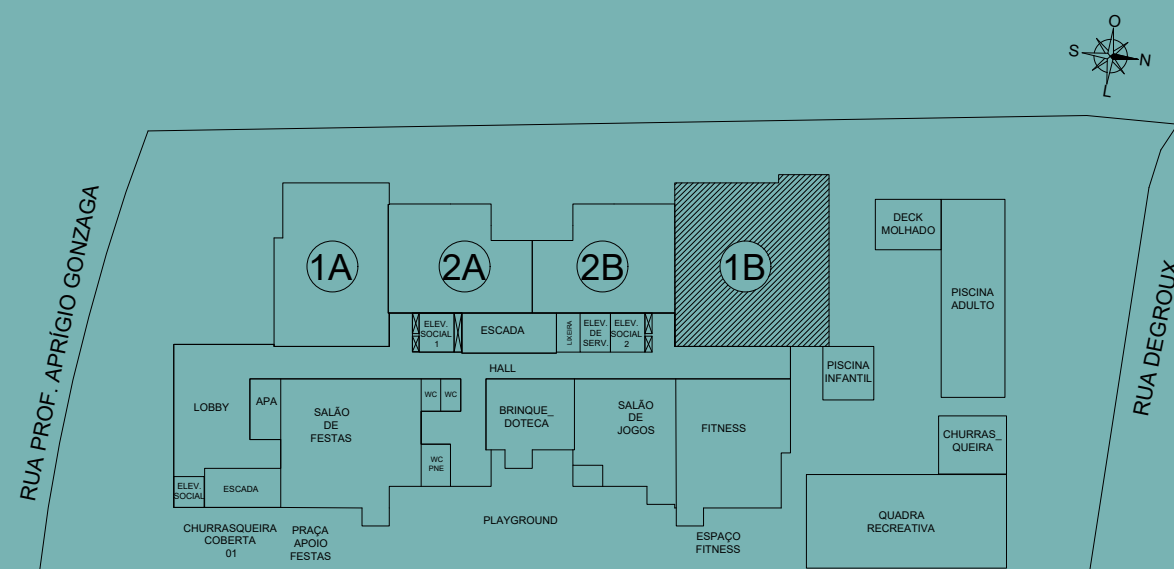 O
S
N
L
RUA PROF. APRÍGIO GONZAGA
RUA DEGROUX
1A
2A
2B
1B
DECK
MOLHADO
PISCINA
ADULTO
ELEV.
SOCIAL
1
ESCADA
LIXEIRA
ELEV.
DE
SERV.
ELEV.
SOCIAL
2
HALL
PISCINA
INFANTIL
LOBBY
APA
SALÃO
DE
FESTAS
WC
WC
BRINQUE_
DOTECA
SALÃO
DE
JOGOS
FITNESS
CHURRAS_
QUEIRA
WC
PNE
ELEV.
SOCIAL
ESCADA
CHURRASQUEIRA
COBERTA
01
PRAÇA
APOIO
FESTAS
PLAYGROUND
ESPAÇO
FITNESS
QUADRA
RECREATIVA